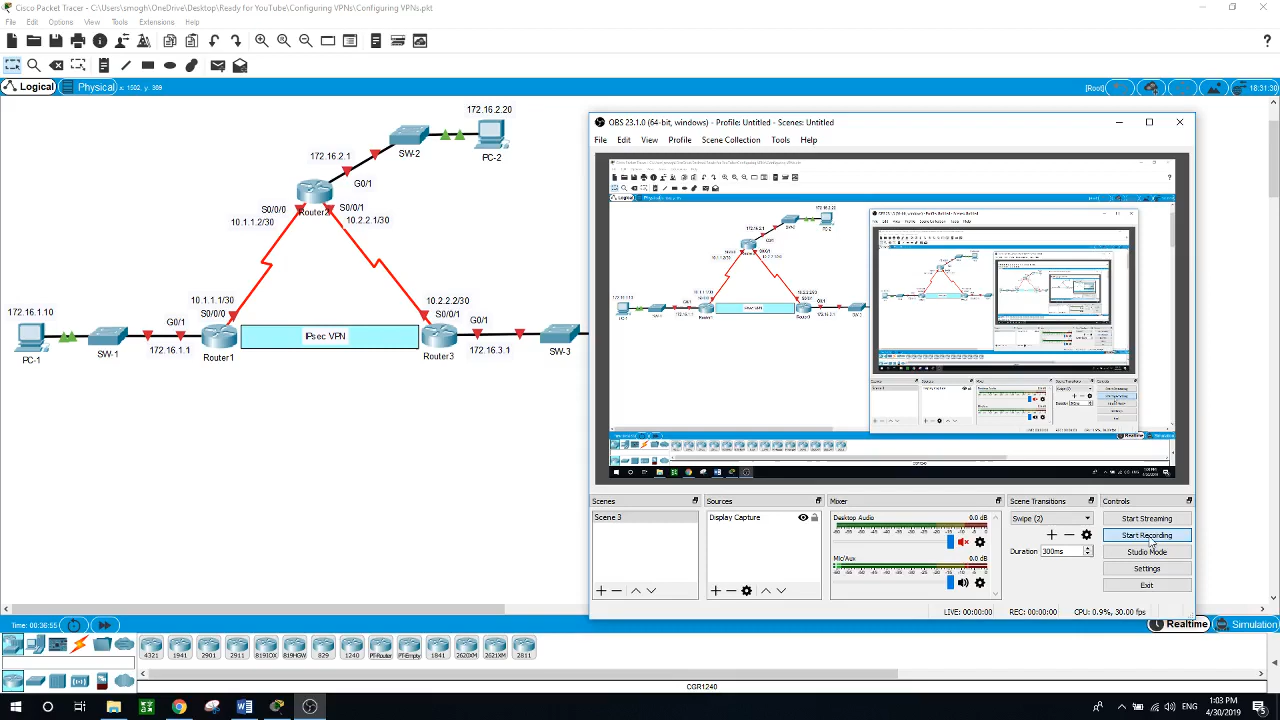 Cisco Packet Tracer - C:\Users\smogh\OneDrive\Desktop\Ready for YouTube\Configuring VPNs\Configuring VPNs.pkt
File Edit Options View Tools Extensions Help
?
Logical Physical x: 1502, y: 389 [Root] 18:31:30
172.16.2.20
SW-2
PC-2
172.16.2.1
G0/1
Router2
S0/0/0 S0/0/1
10.1.1.2/30 10.2.2.1/30
10.1.1.1/30 10.2.2.2/30
S0/0/0 S0/0/1
172.16.1.10
G0/1 G0/1
Psec VPN
PC-1 SW-1 172.16.1.1 Router1 Router3 172.16.3.1 SW-3
OBS 23.1.0 (64-bit, windows) - Profile: Untitled - Scenes: Untitled
File Edit View Profile Scene Collection Tools Help
Scenes Sources Mixer Scene Transitions Controls
Scene 3
Display Capture
Desktop Audio 0.0 dB
Mic/Aux 0.0 dB
Swipe (2)
Duration 300ms
Start Streaming
Start Recording
Studio Mode
Settings
Exit
LIVE: 00:00:00 REC: 00:00:00 CPU: 0.9%, 30.00 fps
Time: 00:36:55 Realtime Simulation
4321 1941 2901 2911 819IOX 819HGW 829 1240 PT-Router PT-Empty 1841 2620XM 2621XM 2811
CGR1240
ENG 1:03 PM
4/30/2019